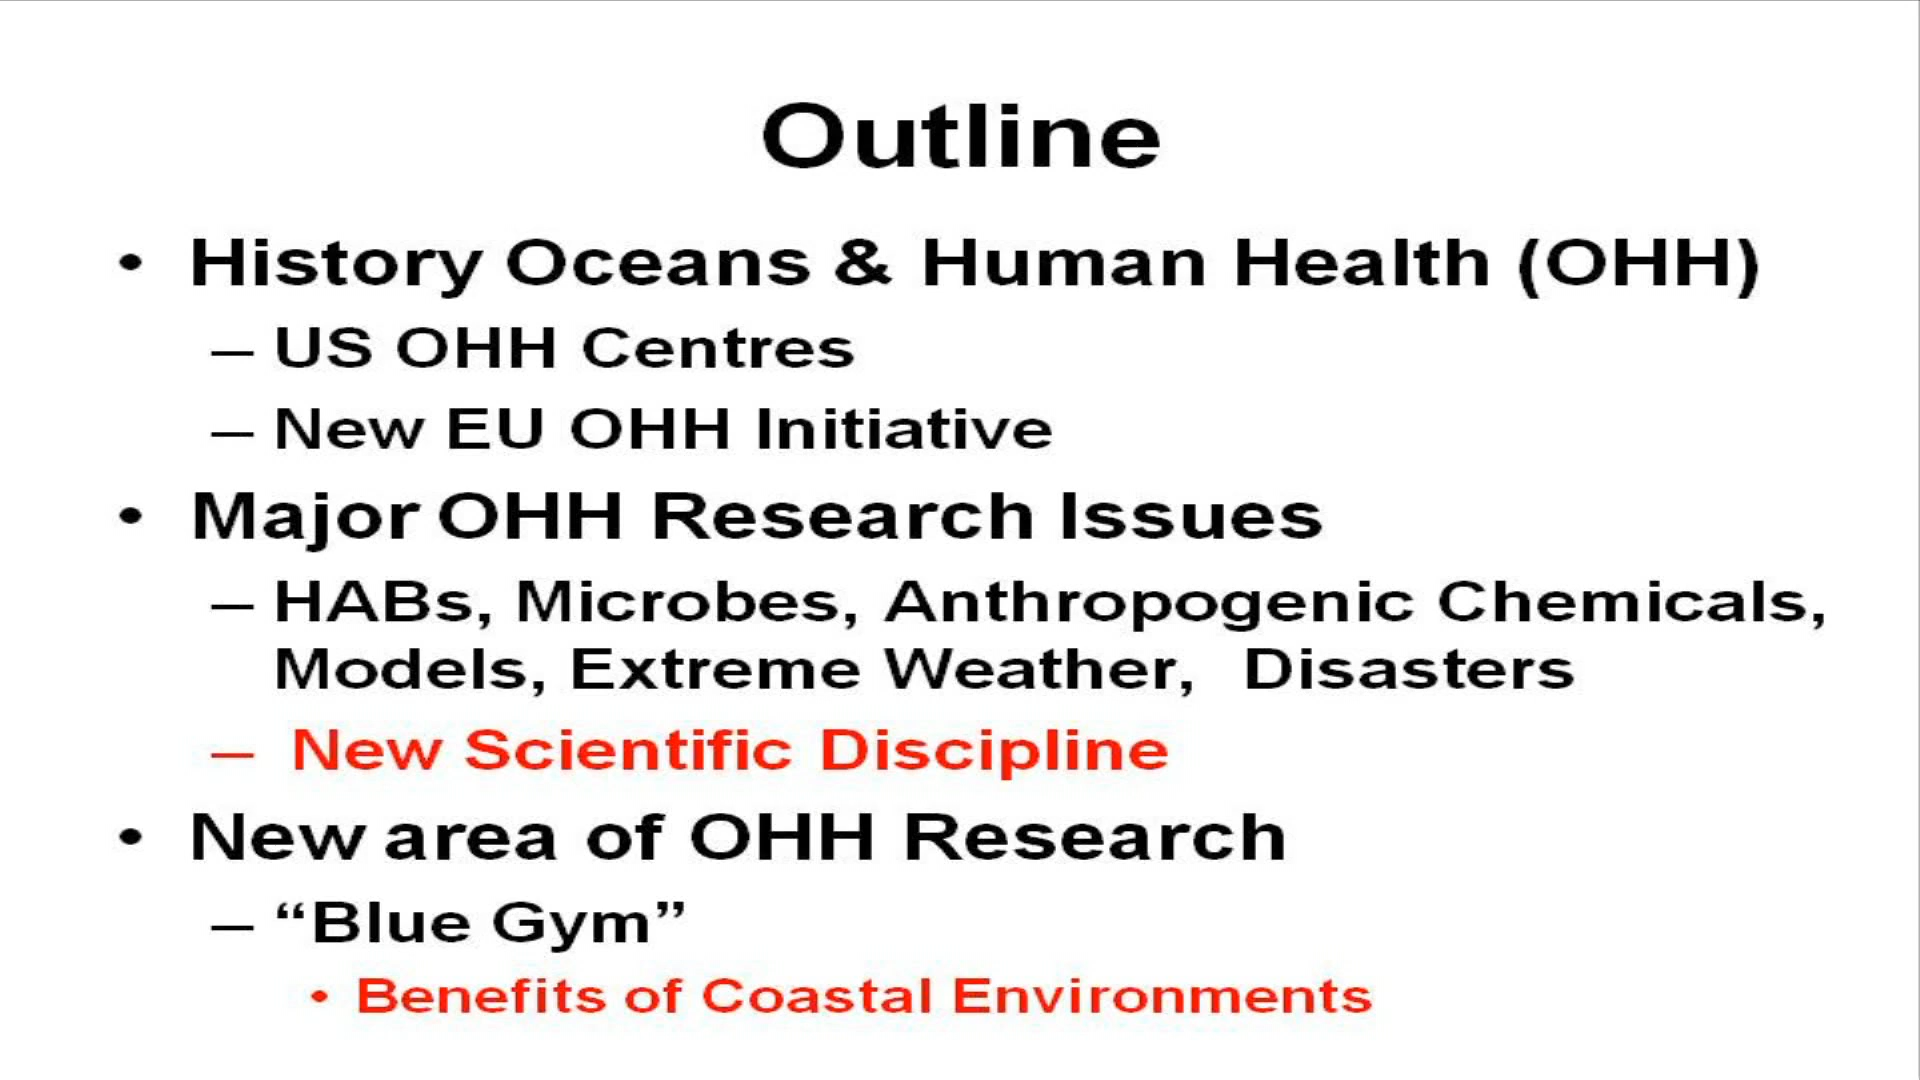 Outline
• History Oceans & Human Health (OHH)
– US OHH Centres
– New EU OHH Initiative
• Major OHH Research Issues
– HABs, Microbes, Anthropogenic Chemicals,
Models, Extreme Weather, Disasters
– New Scientific Discipline
• New area of OHH Research
– “Blue Gym”
• Benefits of Coastal Environments